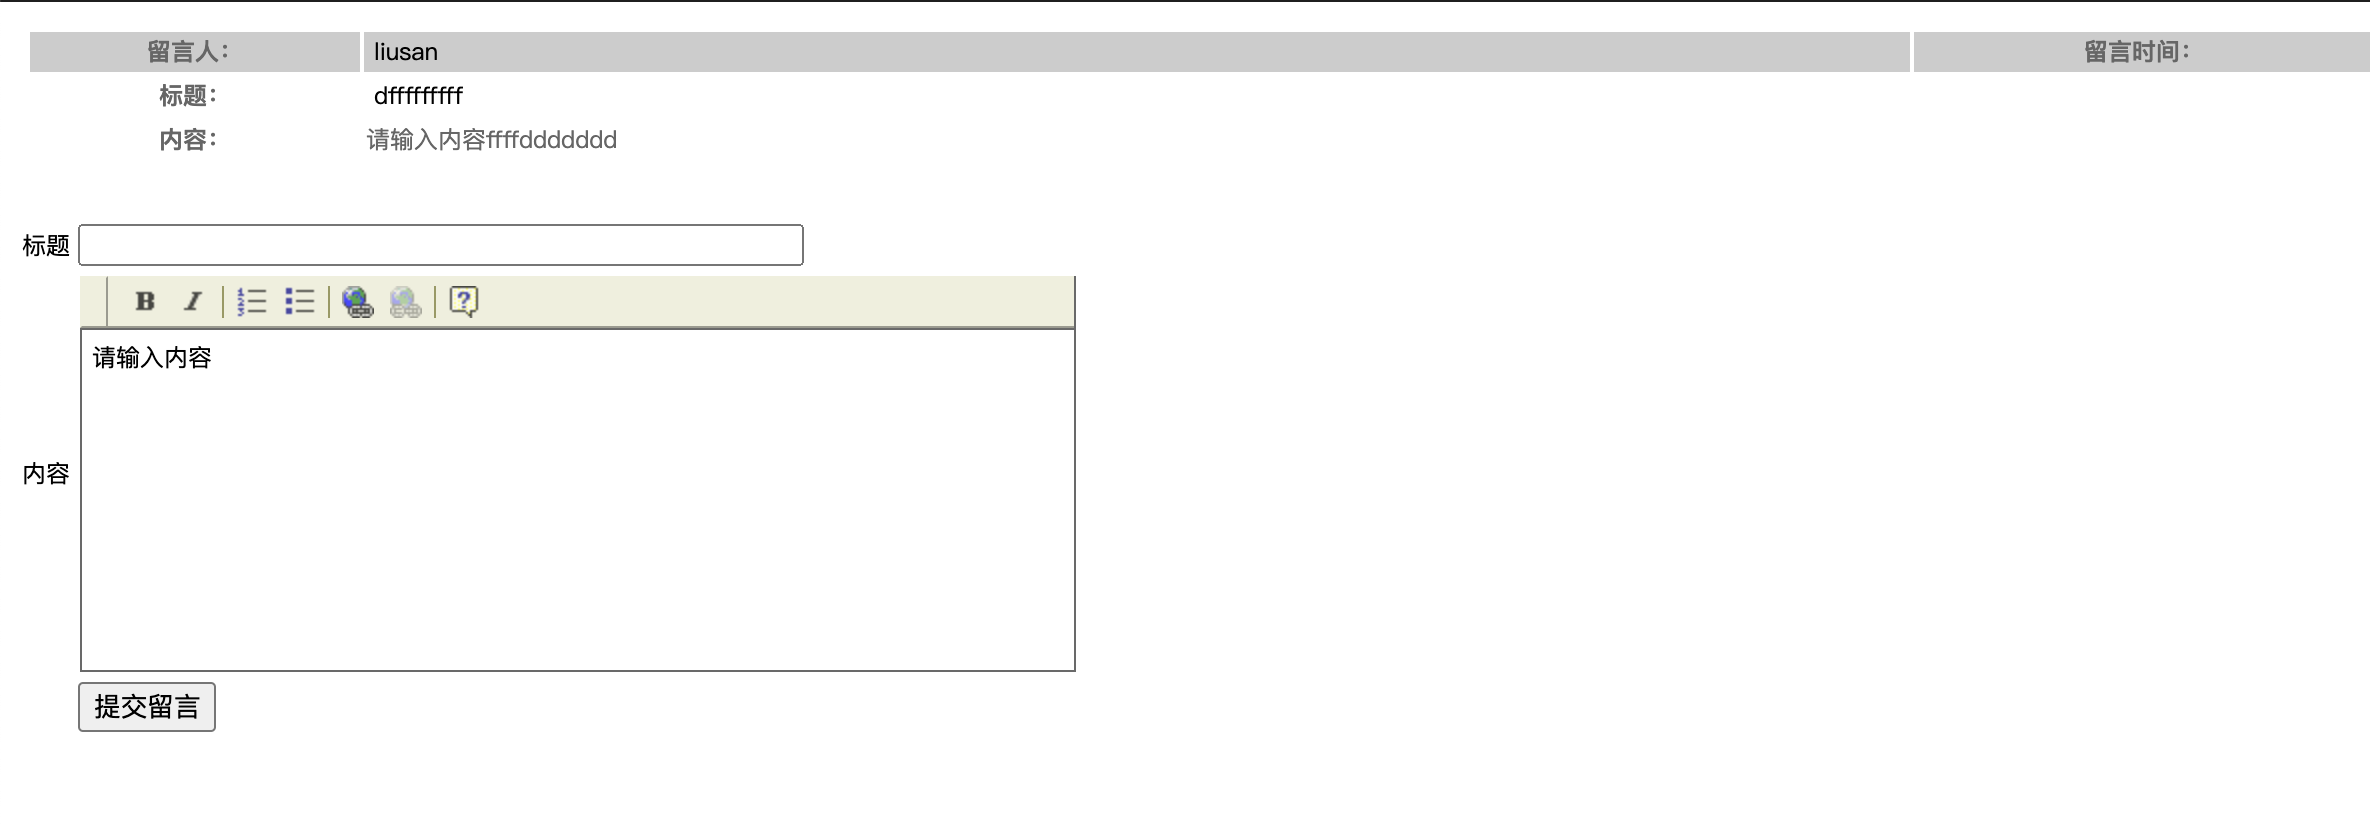 留言人： liusan 留言时间：
标题： dfffffffff
内容： 请输入内容ffffddddddd
标题
B I ?
请输入内容
内容
提交留言